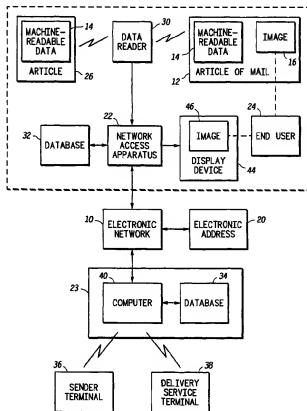 14
MACHINE-
READABLE
DATA
ARTICLE
26
30
DATA
READER
14
MACHINE-
READABLE
DATA
IMAGE
16
12
ARTICLE OF MAIL
32
DATABASE
22
NETWORK
ACCESS
APPARATUS
46
IMAGE
DISPLAY
DEVICE
44
24
END USER
10
ELECTRONIC
NETWORK
20
ELECTRONIC
ADDRESS
23
40
COMPUTER
34
DATABASE
36
SENDER
TERMINAL
38
DELIVERY
SERVICE
TERMINAL